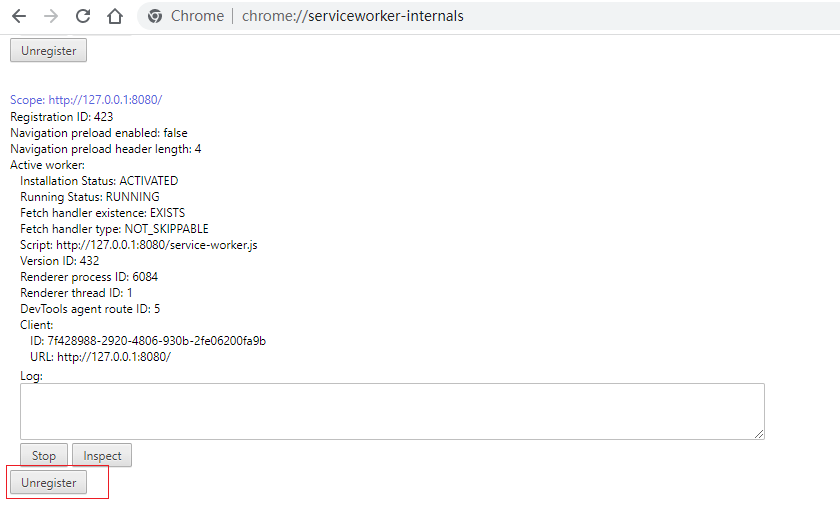 Chrome | chrome://serviceworker-internals
Unregister
Scope: http://127.0.0.1:8080/
Registration ID: 423
Navigation preload enabled: false
Navigation preload header length: 4
Active worker:
Installation Status: ACTIVATED
Running Status: RUNNING
Fetch handler existence: EXISTS
Fetch handler type: NOT_SKIPPABLE
Script: http://127.0.0.1:8080/service-worker.js
Version ID: 432
Renderer process ID: 6084
Renderer thread ID: 1
DevTools agent route ID: 5
Client:
ID: 7f428988-2920-4806-930b-2fe06200fa9b
URL: http://127.0.0.1:8080/
Log:
Stop Inspect
Unregister